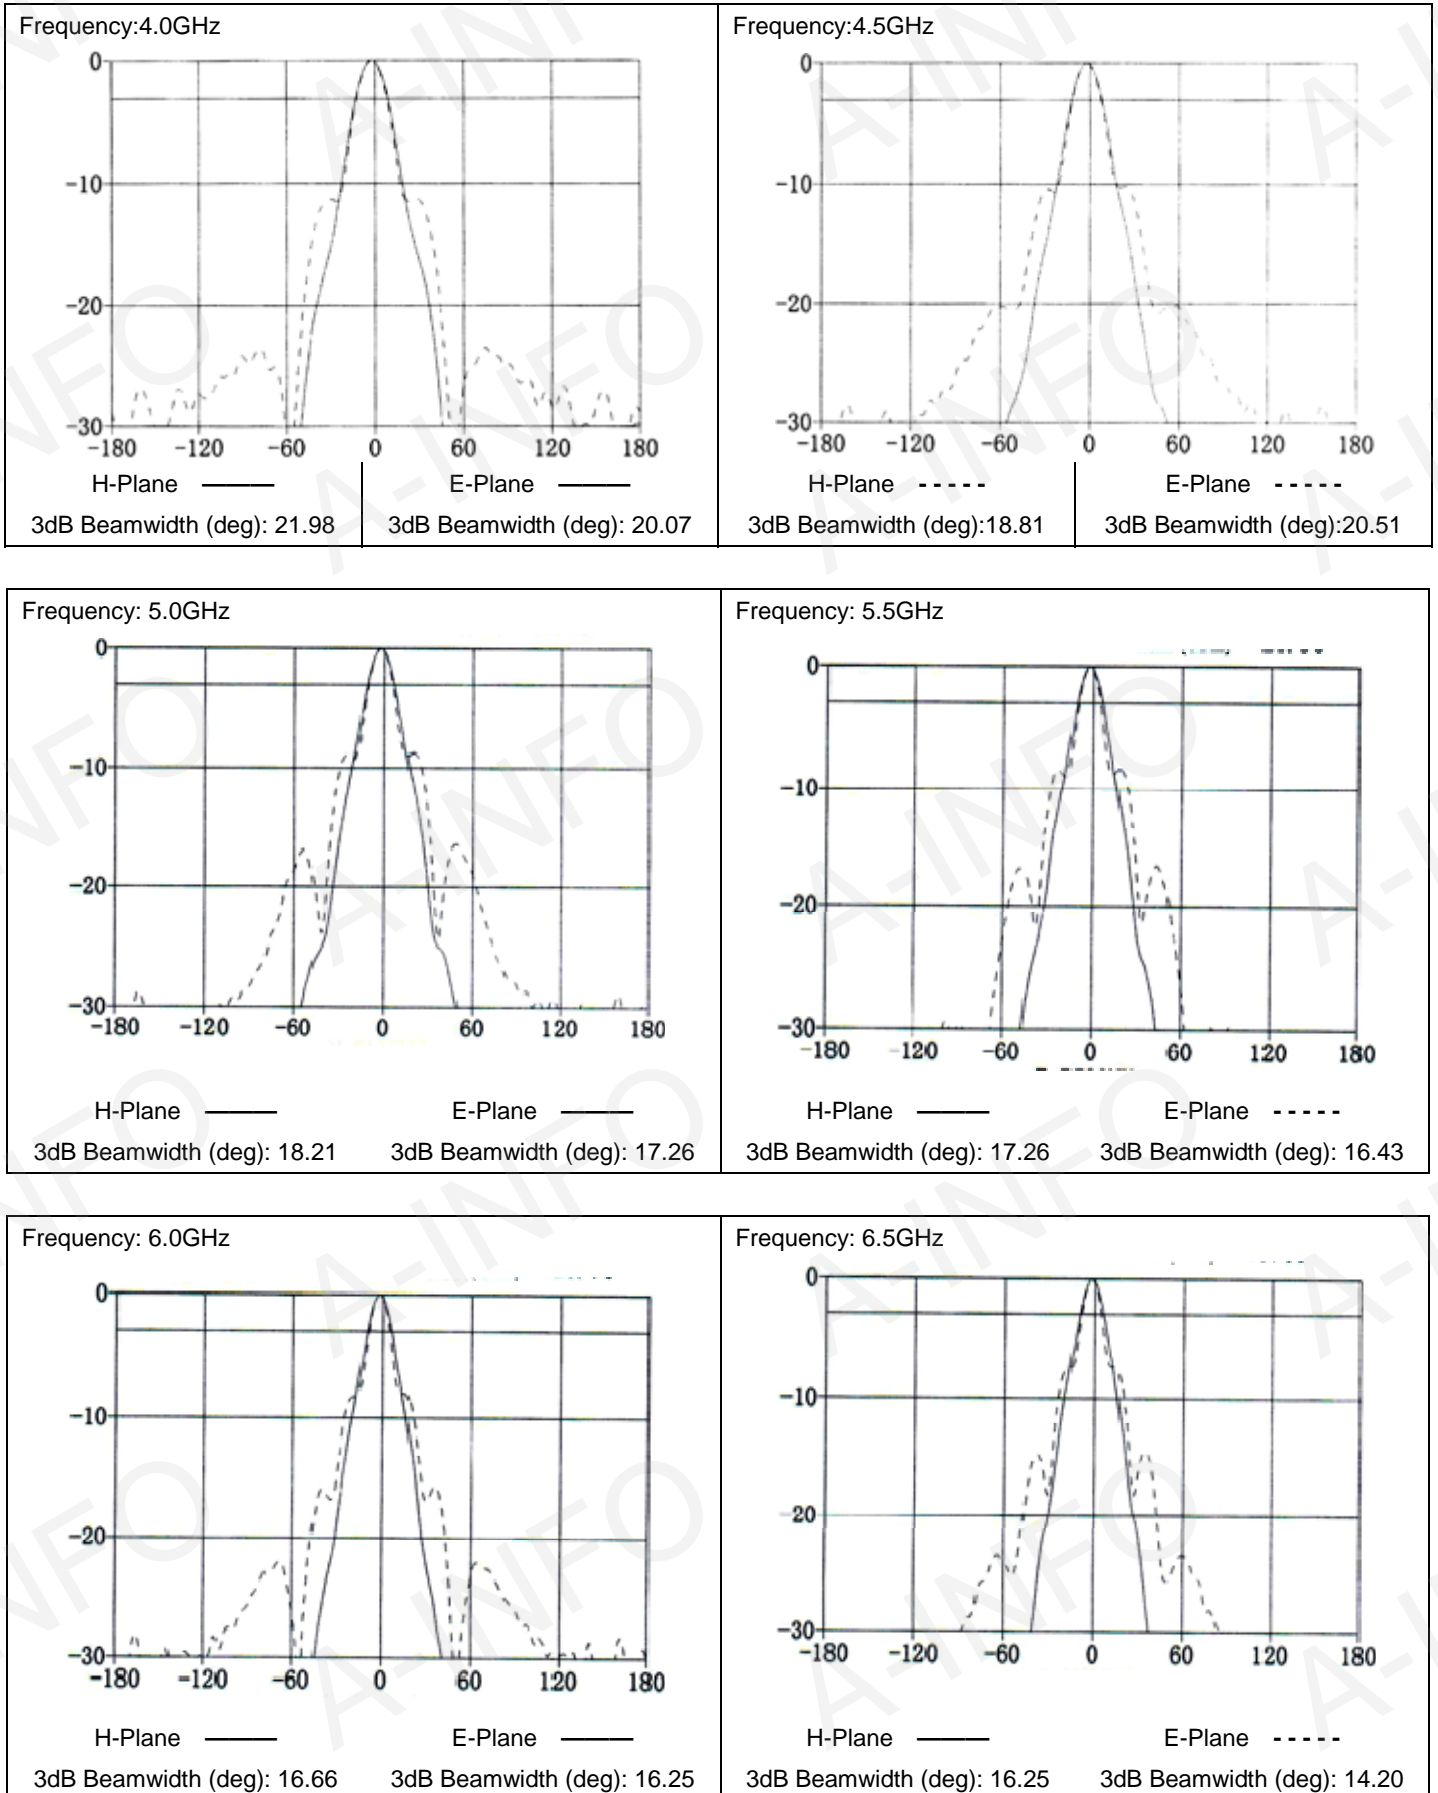 Frequency:4.0GHz
0
-10
-20
-30
-180 -120 -60 0 60 120 180
H-Plane ——— E-Plane ———
3dB Beamwidth (deg): 21.98 3dB Beamwidth (deg): 20.07
Frequency:4.5GHz
0
-10
-20
-30
-180 -120 -60 0 60 120 180
H-Plane ----- E-Plane -----
3dB Beamwidth (deg):18.81 3dB Beamwidth (deg):20.51
Frequency: 5.0GHz
0
-10
-20
-30
-180 -120 -60 0 60 120 180
H-Plane ——— E-Plane ———
3dB Beamwidth (deg): 18.21 3dB Beamwidth (deg): 17.26
Frequency: 5.5GHz
0
-10
-20
-30
-180 -120 -60 0 60 120 180
H-Plane ——— E-Plane -----
3dB Beamwidth (deg): 17.26 3dB Beamwidth (deg): 16.43
Frequency: 6.0GHz
0
-10
-20
-30
-180 -120 -60 0 60 120 180
H-Plane ——— E-Plane ———
3dB Beamwidth (deg): 16.66 3dB Beamwidth (deg): 16.25
Frequency: 6.5GHz
0
-10
-20
-30
-180 -120 -60 0 60 120 180
H-Plane ——— E-Plane -----
3dB Beamwidth (deg): 16.25 3dB Beamwidth (deg): 14.20
A-INFO